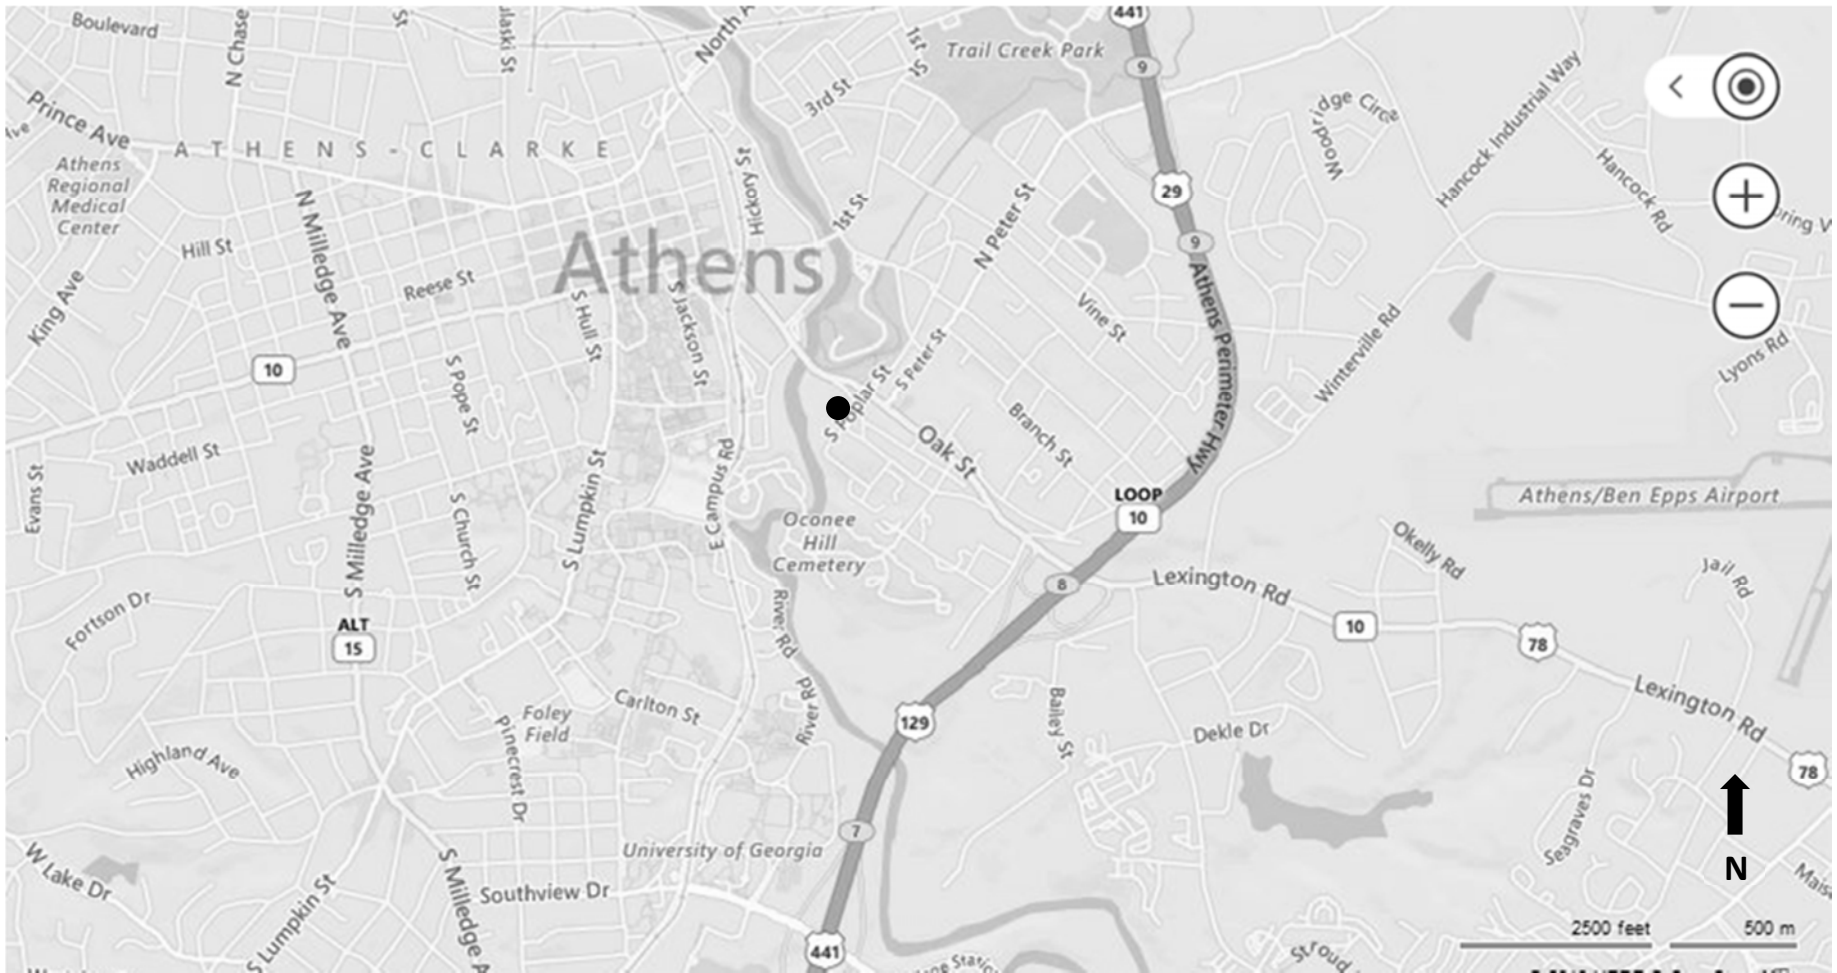 441
Boulevard
N Chase
St
ulaski St
North A
1st St
Trail Creek Park
9
3rd St
Woodridge Circ
Hancock Industrial Way
Prince Ave
ATHENS-CLARKE
Athens
Regional
Medical
Center
Hickory St
Hancock Rd
29
N Milledge Ave
1st St
N Peter St
pring V
Hill St
9
Athens
Reese St
King Ave
S Hull St
S Jackson St
Vine St
Athens Perimeter Hwy
Winterville Rd
Lyons Rd
10
S Pope St
S Peter St
S Poplar St
Oak St
Branch St
Waddell St
Evans St
S Milledge Ave
S Lumpkin St
E Campus Rd
LOOP
10
Athens/Ben Epps Airport
S Church St
Oconee
Hill
Cemetery
Okelly Rd
Jail Rd
8
Lexington Rd
Fortson Dr
ALT
15
River Rd
10
78
Lexington Rd
River Rd
Carlton St
Foley
Field
129
Bailey St
Dekle Dr
Pinecrest Dr
Highland Ave
78
Seagraves Dr
7
University of Georgia
N
W Lake Dr
S Milledge A
Southview Dr
S Lumpkin St
Mais
2500 feet
500 m
441
Stroud